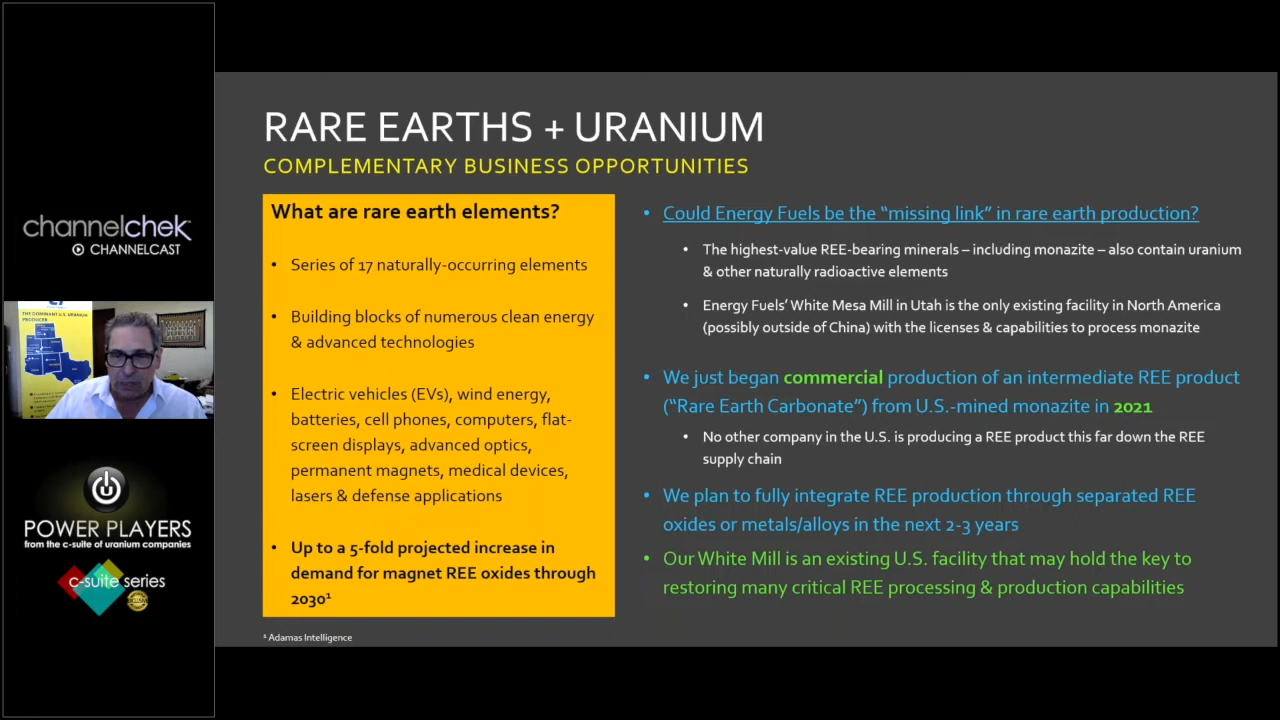 channelchek
CHANNELCAST
THE DOMINANT U.S. URANIUM
PRODUCER
POWER PLAYERS
from the c-suite of uranium companies
c-suite series
RARE EARTHS + URANIUM
COMPLEMENTARY BUSINESS OPPORTUNITIES
What are rare earth elements?
• Series of 17 naturally-occurring elements
• Building blocks of numerous clean energy
& advanced technologies
• Electric vehicles (EVs), wind energy,
batteries, cell phones, computers, flat-
screen displays, advanced optics,
permanent magnets, medical devices,
lasers & defense applications
• Up to a 5-fold projected increase in
demand for magnet REE oxides through
2030¹
¹ Adamas Intelligence
• Could Energy Fuels be the “missing link” in rare earth production?
• The highest-value REE-bearing minerals – including monazite – also contain uranium
& other naturally radioactive elements
• Energy Fuels’ White Mesa Mill in Utah is the only existing facility in North America
(possibly outside of China) with the licenses & capabilities to process monazite
• We just began commercial production of an intermediate REE product
(“Rare Earth Carbonate”) from U.S.-mined monazite in 2021
• No other company in the U.S. is producing a REE product this far down the REE
supply chain
• We plan to fully integrate REE production through separated REE
oxides or metals/alloys in the next 2-3 years
• Our White Mill is an existing U.S. facility that may hold the key to
restoring many critical REE processing & production capabilities